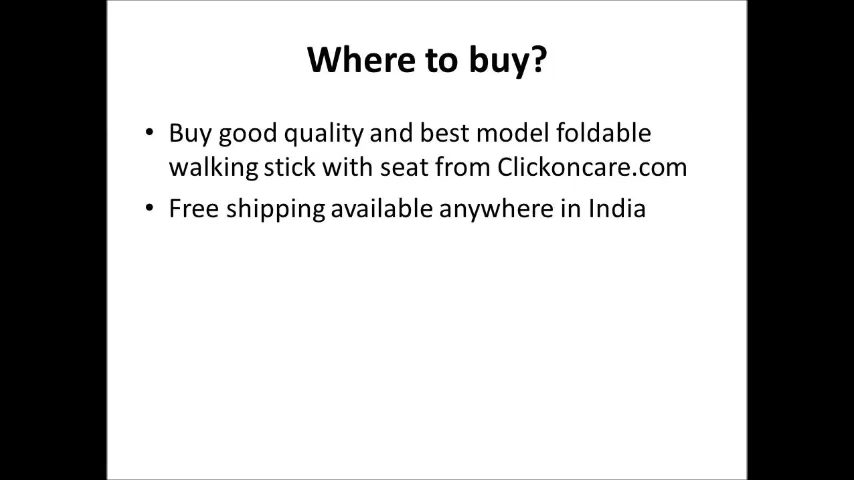 Where to buy?
• Buy good quality and best model foldable
walking stick with seat from Clickoncare.com
• Free shipping available anywhere in India